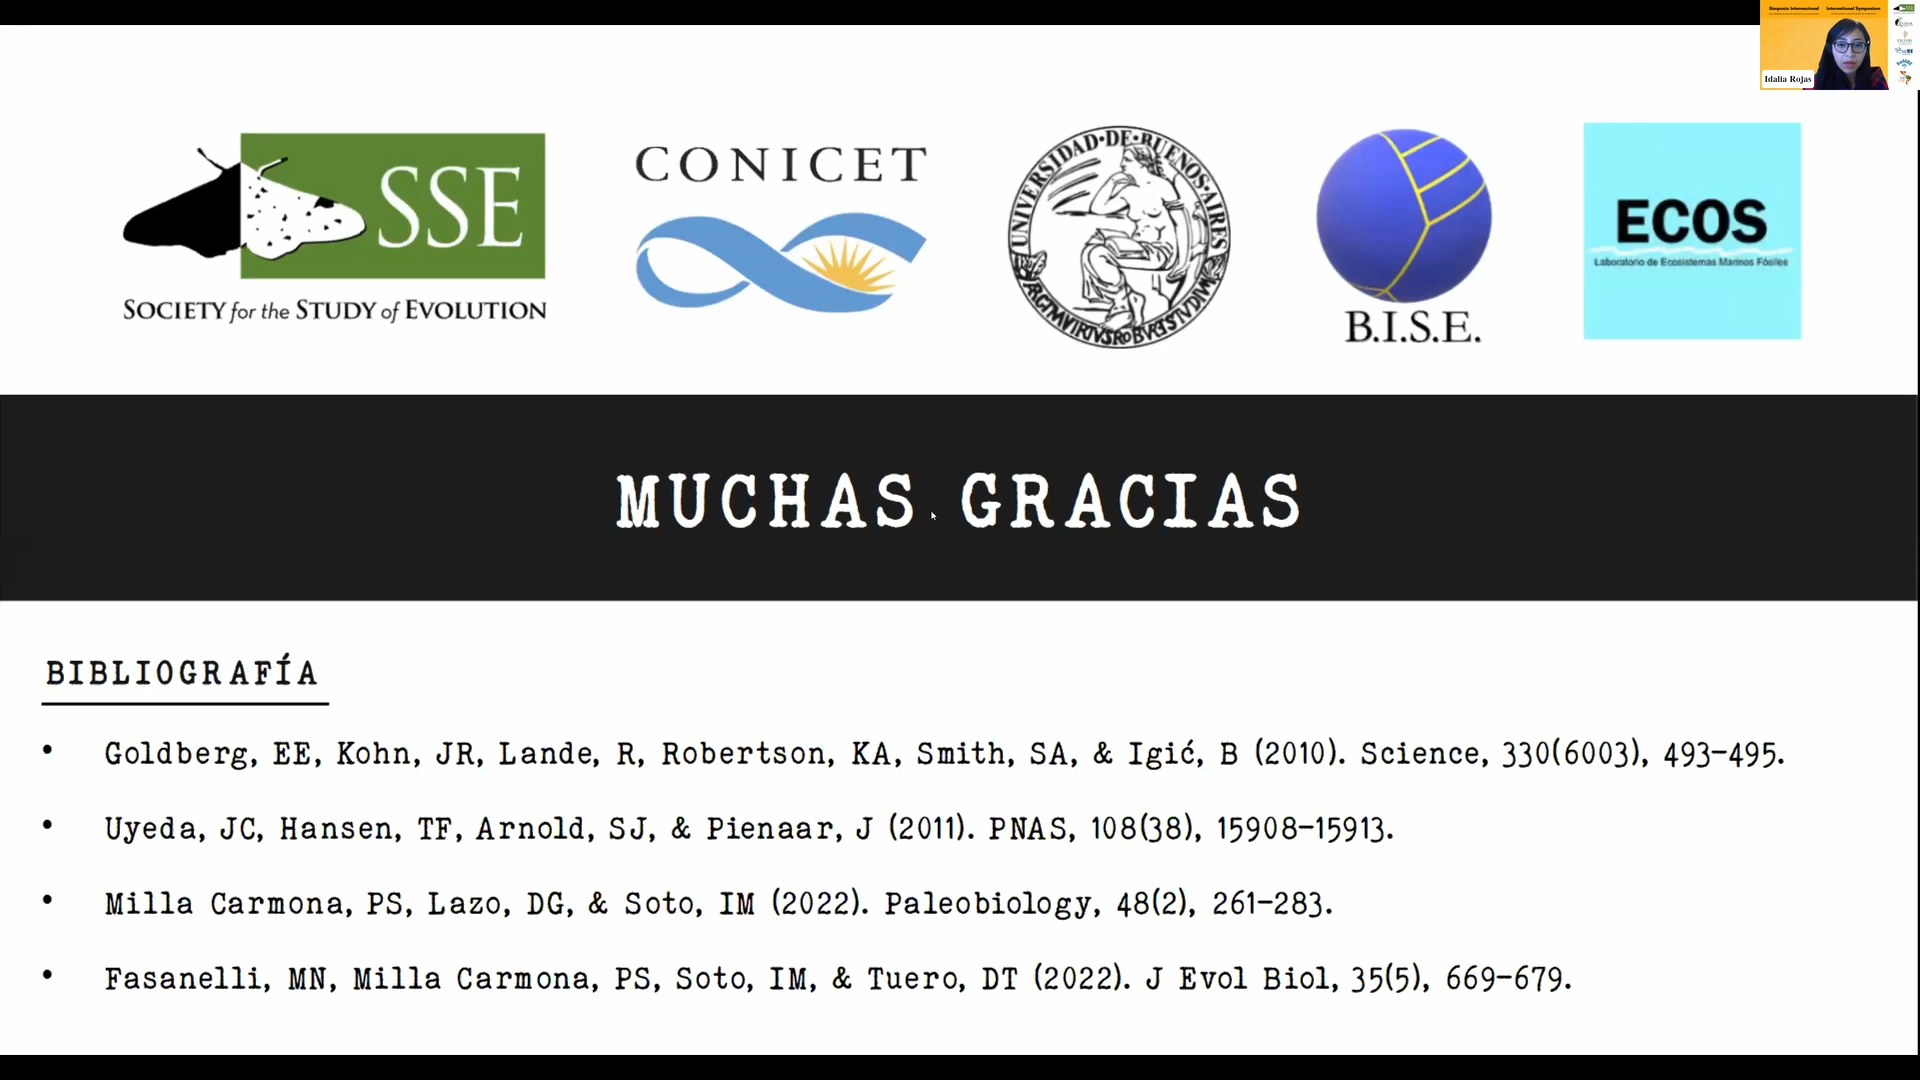 Simposio Internacional International Symposium
Idalia Rojas
SSE
SOCIETY for the STUDY of EVOLUTION
CONICET
UNIVERSIDAD·DE·BUENOS·AIRES
B.I.S.E.
ECOS
Laboratorio de Ecosistemas Marinos Fósiles
MUCHAS GRACIAS
BIBLIOGRAFÍA
• Goldberg, EE, Kohn, JR, Lande, R, Robertson, KA, Smith, SA, & Igić, B (2010). Science, 330(6003), 493-495.
• Uyeda, JC, Hansen, TF, Arnold, SJ, & Pienaar, J (2011). PNAS, 108(38), 15908-15913.
• Milla Carmona, PS, Lazo, DG, & Soto, IM (2022). Paleobiology, 48(2), 261-283.
• Fasanelli, MN, Milla Carmona, PS, Soto, IM, & Tuero, DT (2022). J Evol Biol, 35(5), 669-679.